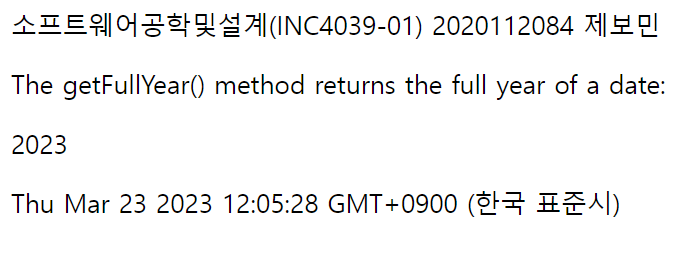 소프트웨어공학및설계(INC4039-01) 2020112084 제보민
The getFullYear() method returns the full year of a date:
2023
Thu Mar 23 2023 12:05:28 GMT+0900 (한국 표준시)